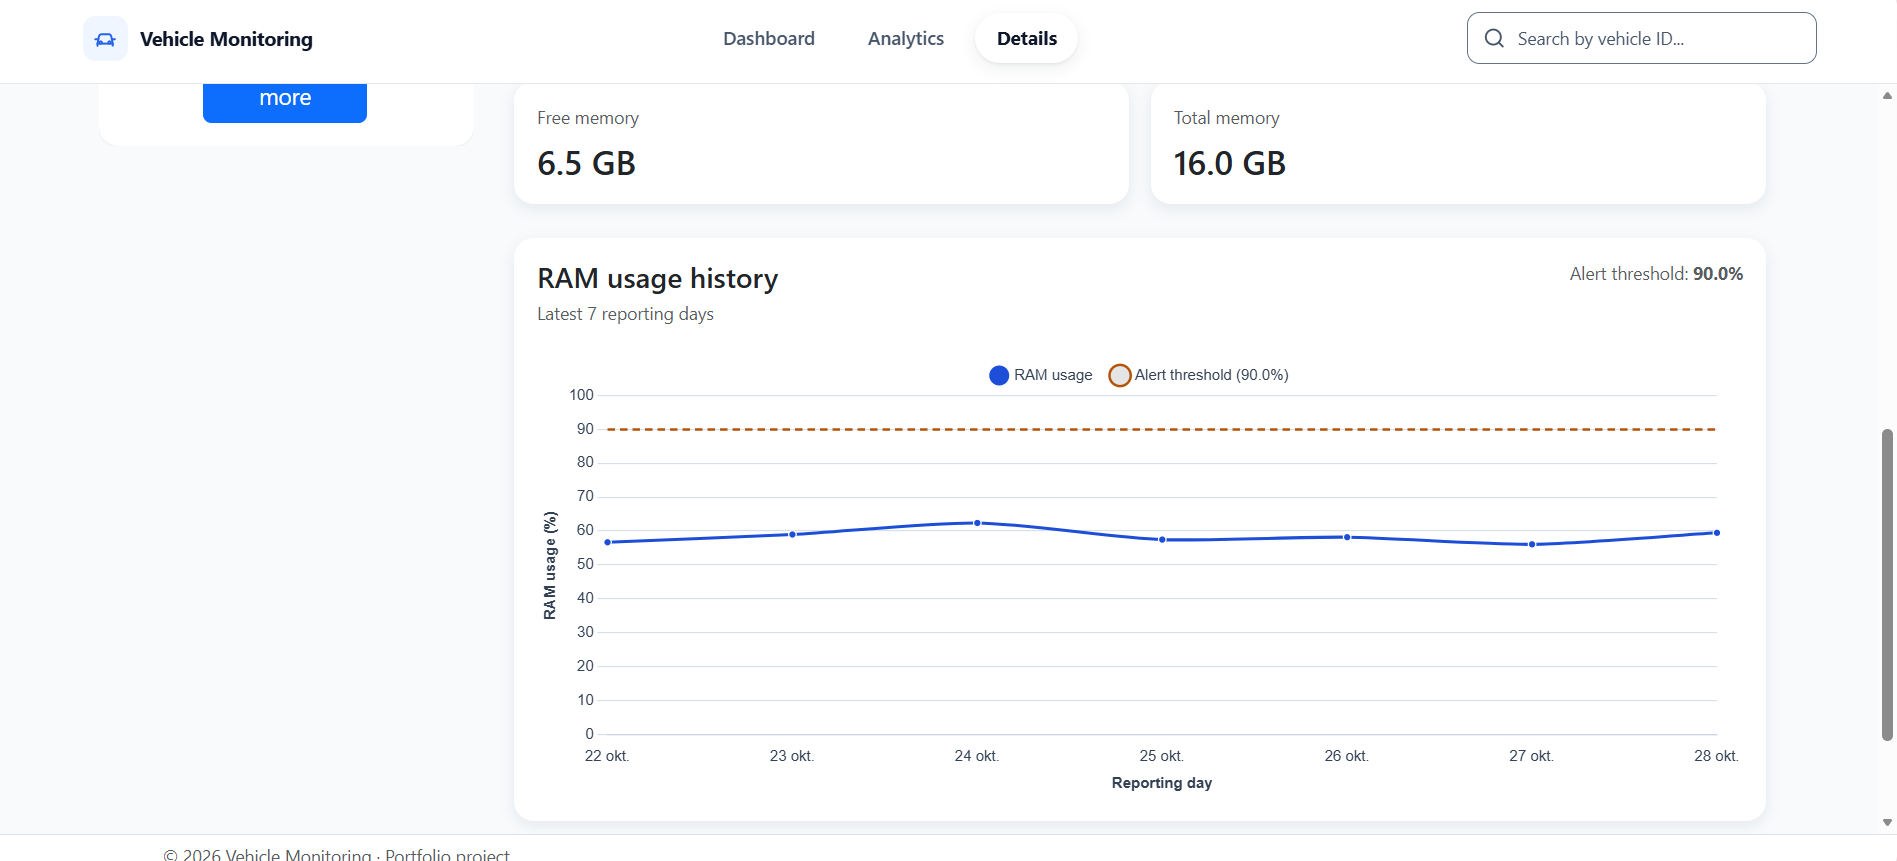 Vehicle Monitoring
Dashboard
Analytics
Details
Search by vehicle ID...
more
Free memory
6.5 GB
Total memory
16.0 GB
RAM usage history
Latest 7 reporting days
Alert threshold: 90.0%
RAM usage
Alert threshold (90.0%)
100
90
80
70
60
50
40
30
20
10
0
RAM usage (%)
22 okt.
23 okt.
24 okt.
25 okt.
26 okt.
27 okt.
28 okt.
Reporting day
© 2026 Vehicle Monitoring · Portfolio project